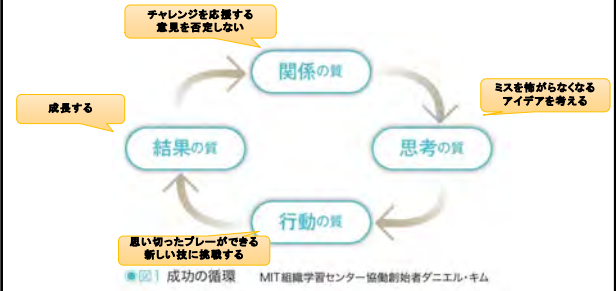 チャレンジを応援する
意見を否定しない
関係の質
ミスを怖がらなくなる
アイデアを考える
成長する
結果の質
思考の質
行動の質
思い切ったプレーができる
新しい技に挑戦する
●図1 成功の循環 MIT組織学習センター協働創始者ダニエル・キム